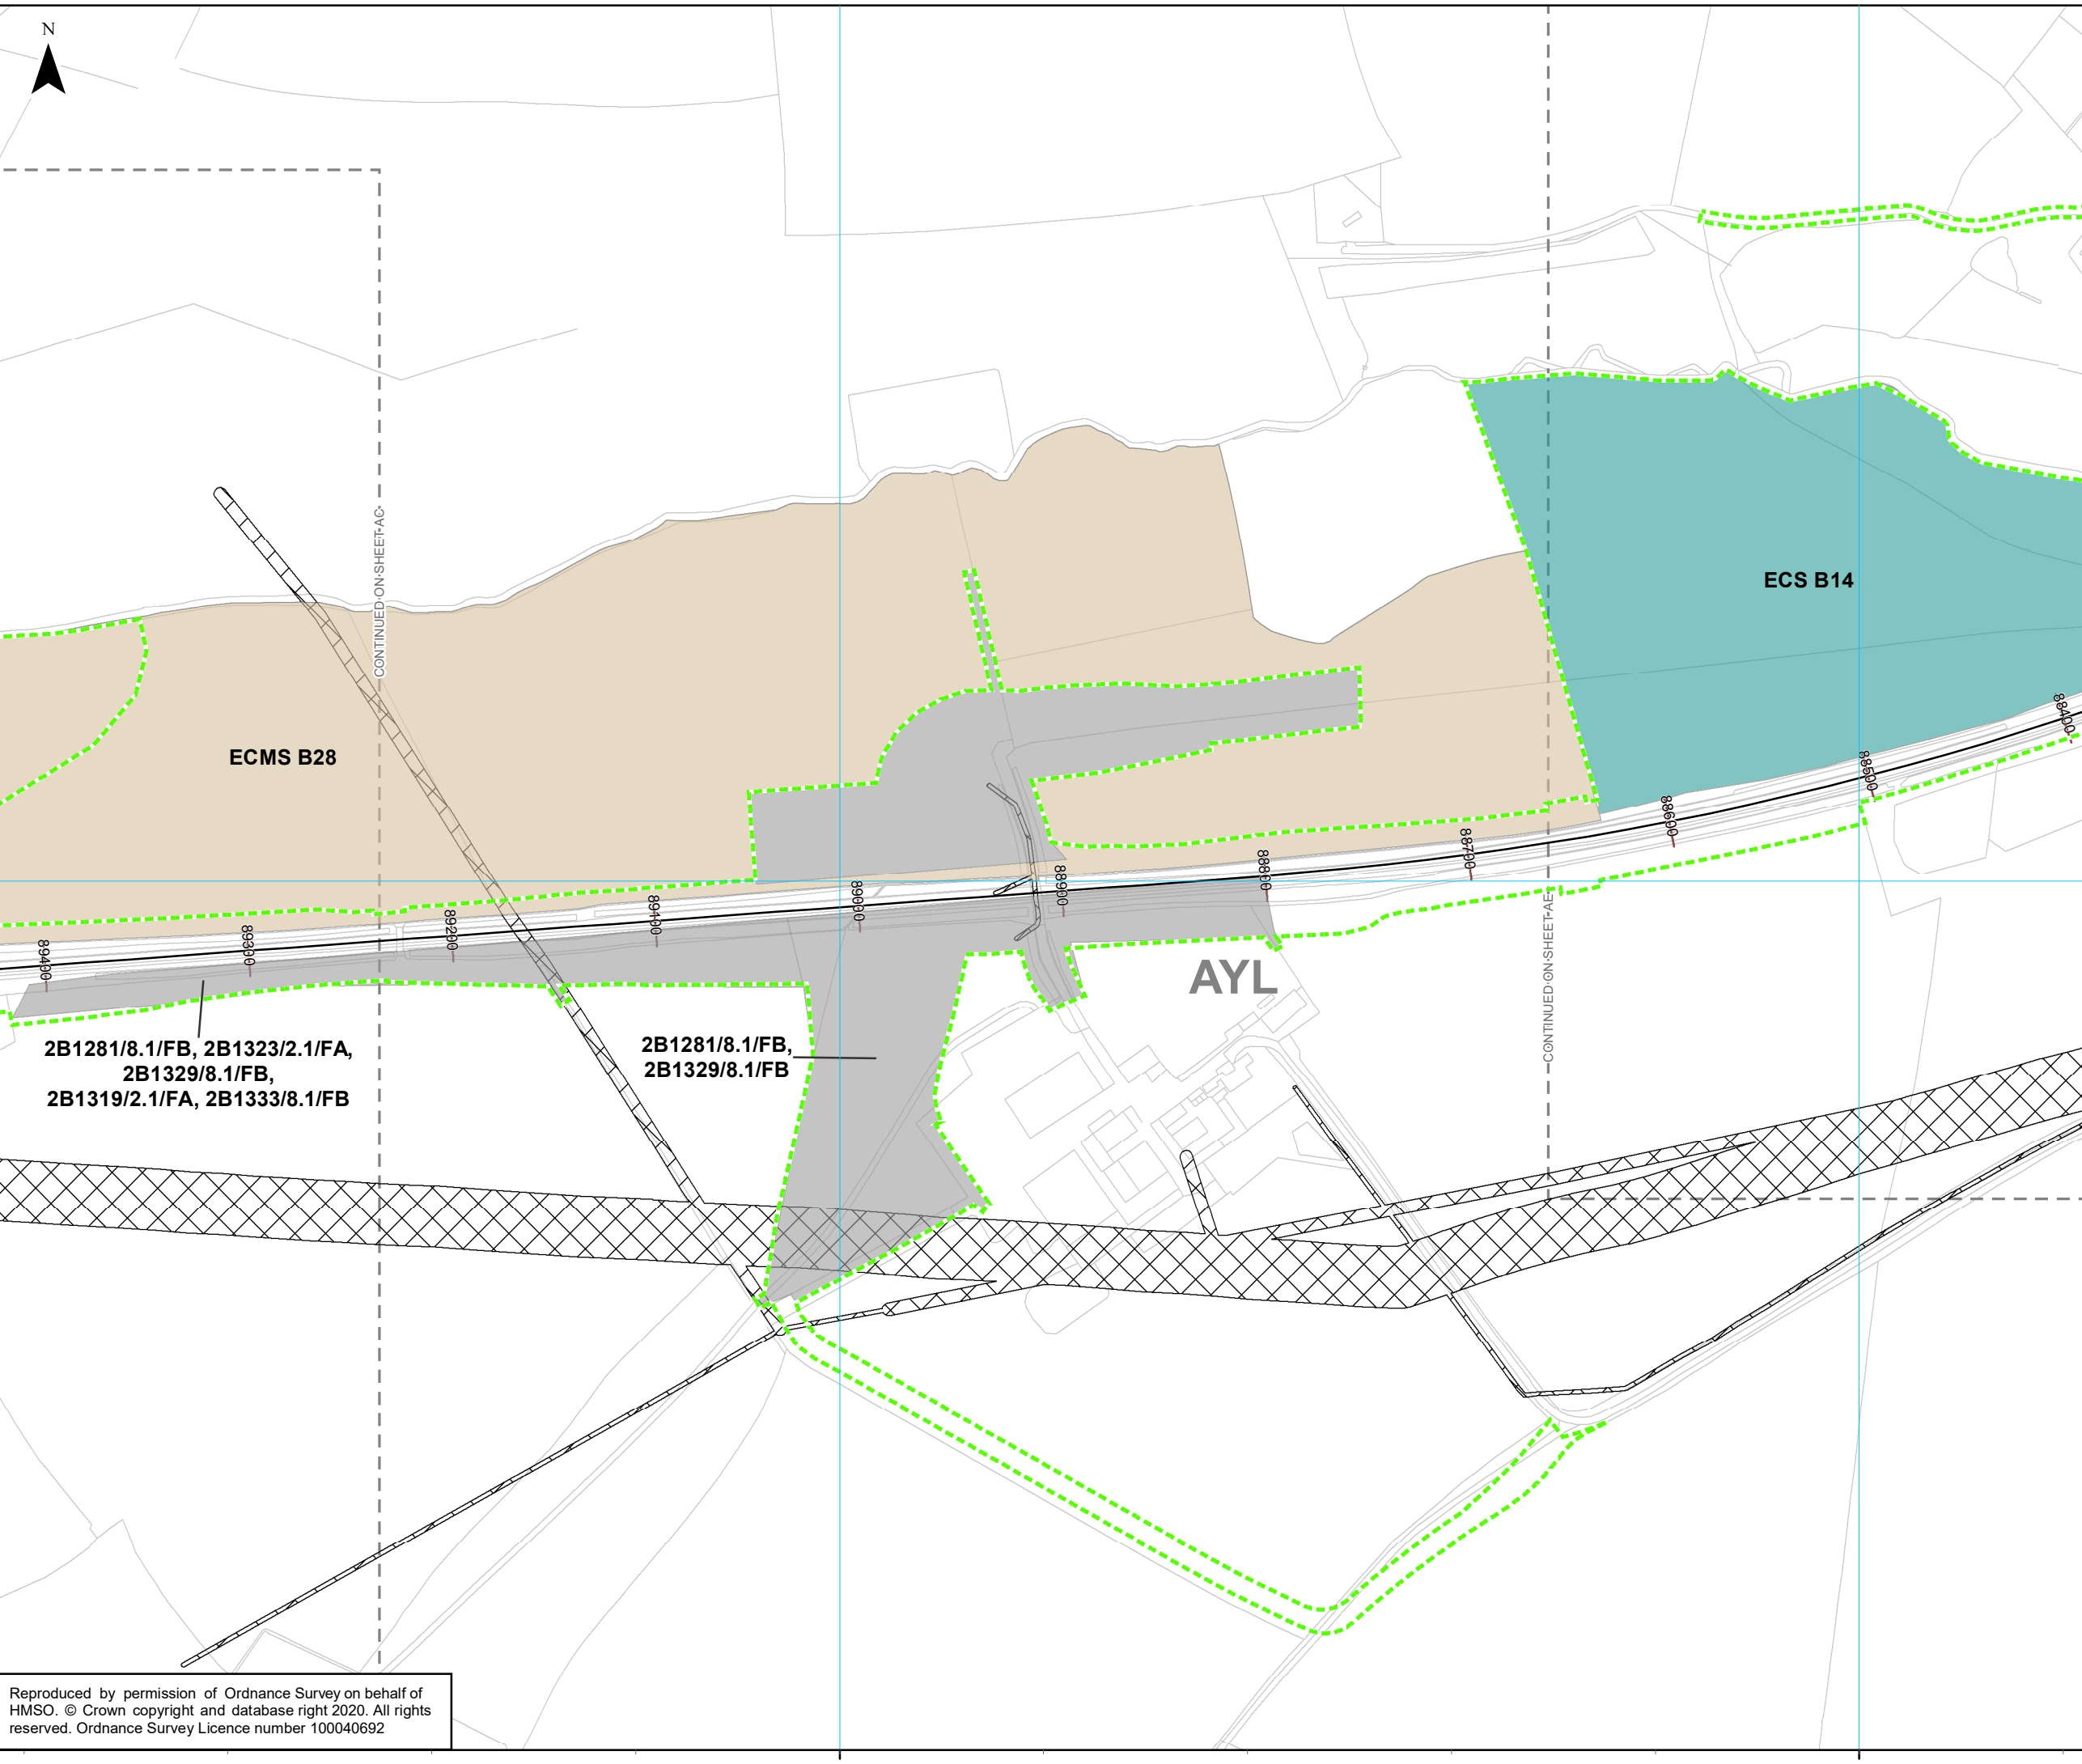 N
CONTINUED ON SHEET AC
ECS B14
ECMS B28
88400
88500
88600
88700
88800
88900
89000
89100
89200
89300
89400
CONTINUED ON SHEET AE
AYL
2B1281/8.1/FB, 2B1323/2.1/FA,
2B1329/8.1/FB,
2B1319/2.1/FA, 2B1333/8.1/FB
2B1281/8.1/FB,
2B1329/8.1/FB
Reproduced by permission of Ordnance Survey on behalf of
HMSO. © Crown copyright and database right 2020. All rights
reserved. Ordnance Survey Licence number 100040692